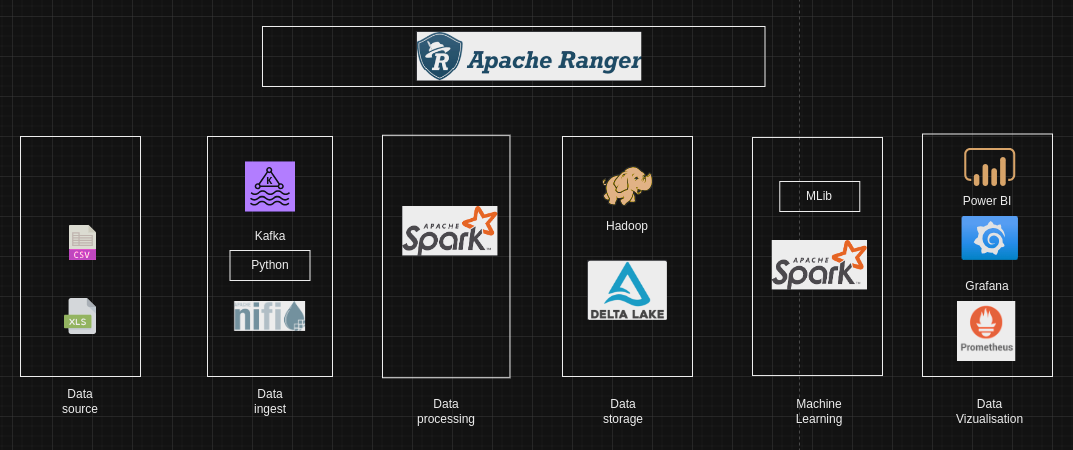 R
Apache Ranger
CSV
XLS
Data
source
K
Kafka
Python
nifi
Data
ingest
APACHE
Spark
Data
processing
Hadoop
DELTA LAKE
Data
storage
MLib
APACHE
Spark
Machine
Learning
Power BI
Grafana
Prometheus
Data
Vizualisation